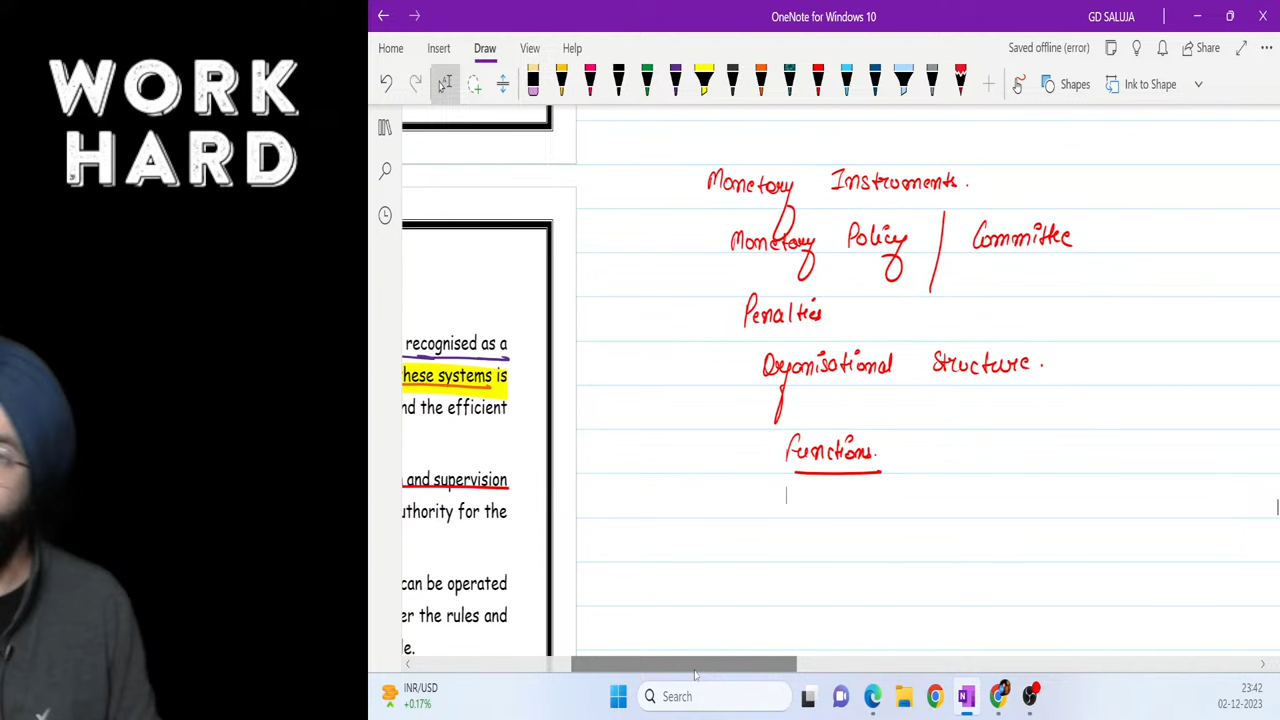 WORK
HARD
OneNote for Windows 10
GD SALUJA
Home Insert Draw View Help
Saved offline (error)
Share
Shapes
Ink to Shape
recognised as a
these systems is
nd the efficient
and supervision
uthority for the
can be operated
er the rules and
le.
Monetary Instruments.
Monetary Policy / Committee
Penalties
Organisational Structure.
Functions.
INR/USD
+0.17%
Search
23:42
02-12-2023